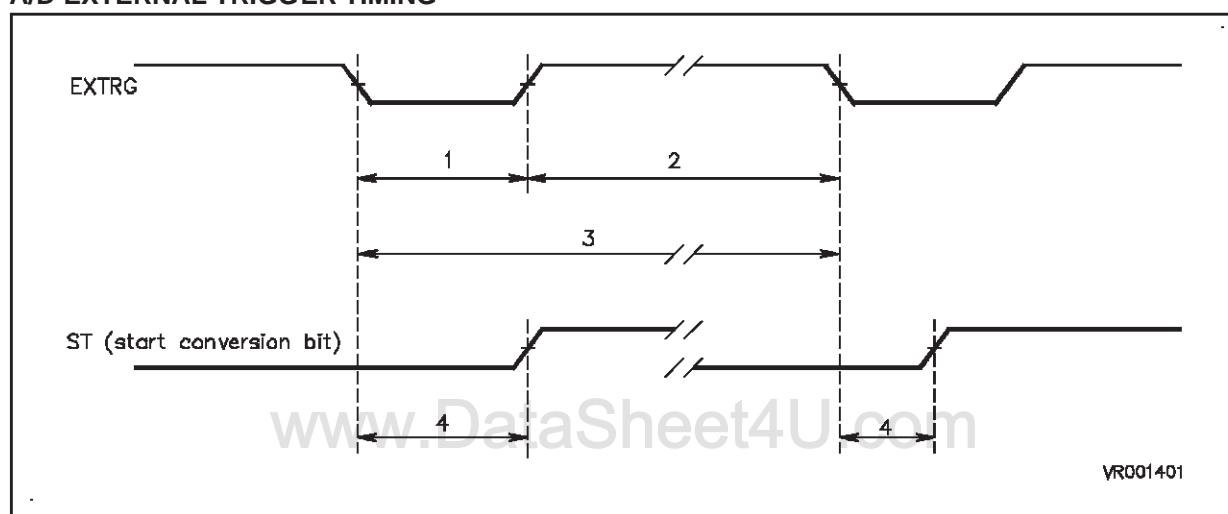 A/D EXTERNAL TRIGGER TIMING
EXTRG
1
2
3
ST (start conversion bit)
4
4
www.DataSheet4U.com
VR001401